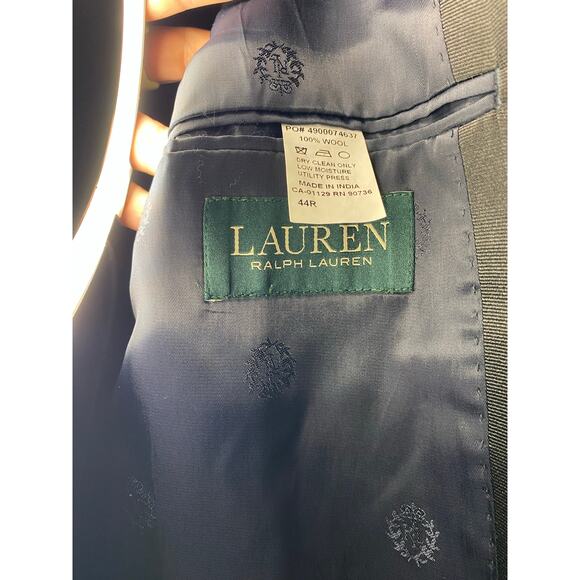 PO# 4900074637
100% WOOL
DRY CLEAN ONLY
LOW MOISTURE
UTILITY PRESS
MADE IN INDIA
CA-01129 RN 90736
44R
LAUREN
RALPH LAUREN